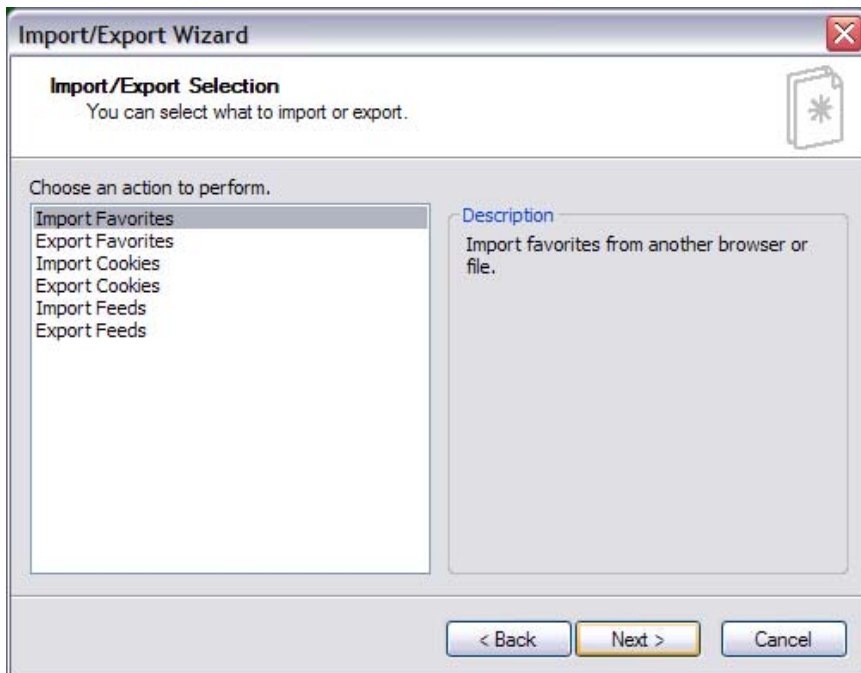 Import/Export Wizard
Import/Export Selection
You can select what to import or export.
Choose an action to perform.
Import Favorites
Export Favorites
Import Cookies
Export Cookies
Import Feeds
Export Feeds
Description
Import favorites from another browser or
file.
< Back
Next >
Cancel